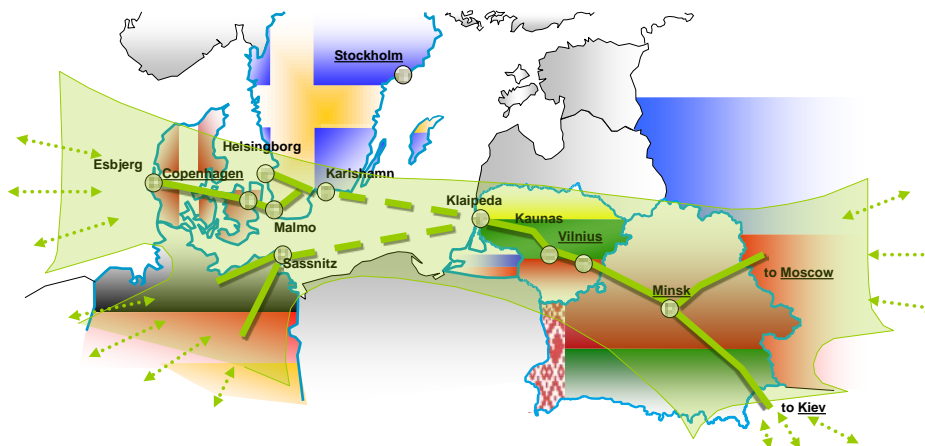 Stockholm
Helsingborg
Esbjerg
Copenhagen
Karlshamn
Klaipeda
Kaunas
Malmo
Vilnius
Sassnitz
to Moscow
Minsk
to Kiev